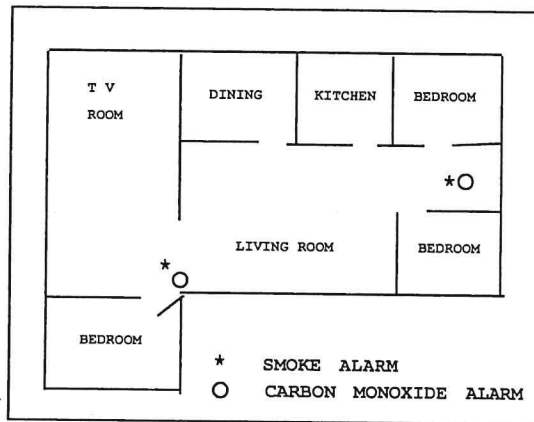 T V
ROOM
DINING
KITCHEN
BEDROOM
LIVING ROOM
BEDROOM
BEDROOM
* SMOKE ALARM
O CARBON MONOXIDE ALARM